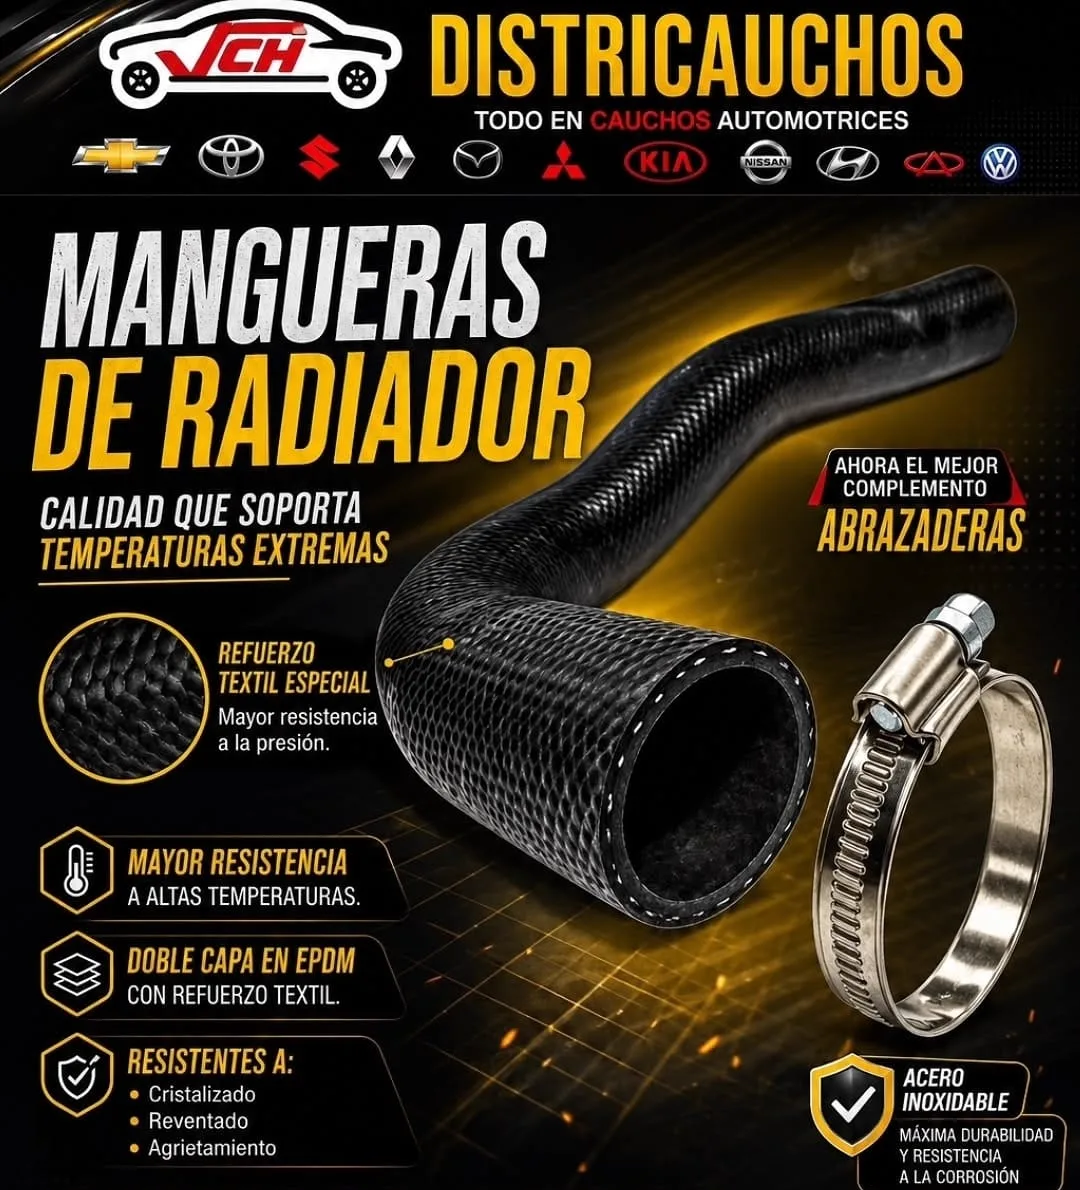 VCH
DISTRICAUCHOS
TODO EN CAUCHOS AUTOMOTRICES
KIA
NISSAN
MANGUERAS
DE RADIADOR
CALIDAD QUE SOPORTA
TEMPERATURAS EXTREMAS
AHORA EL MEJOR
COMPLEMENTO
ABRAZADERAS
REFUERZO
TEXTIL ESPECIAL
Mayor resistencia
a la presión.
MAYOR RESISTENCIA
A ALTAS TEMPERATURAS.
DOBLE CAPA EN EPDM
CON REFUERZO TEXTIL.
RESISTENTES A:
• Cristalizado
• Reventado
• Agrietamiento
ACERO
INOXIDABLE
MÁXIMA DURABILIDAD
Y RESISTENCIA
A LA CORROSIÓN